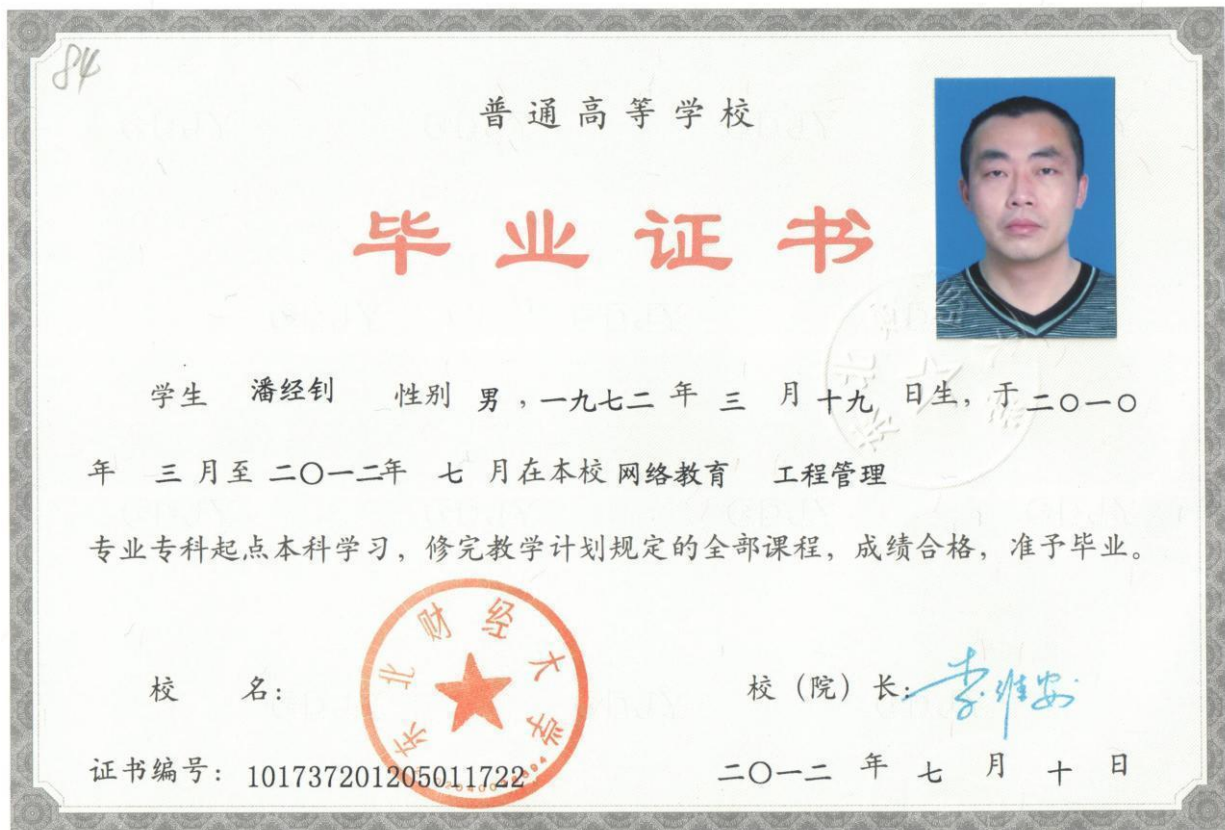 84
普通高等学校
毕业证书
学生 潘经钊 性别 男，一九七二 年 三 月 十九 日生，于 二〇一〇
年 三 月至 二〇一二年 七 月在本校 网络教育 工程管理
专业专科起点本科学习，修完教学计划规定的全部课程，成绩合格，准予毕业。
东北财经大学
校 名：
校（院）长：李维安
证书编号：101737201205011722
二〇一二 年 七 月 十 日